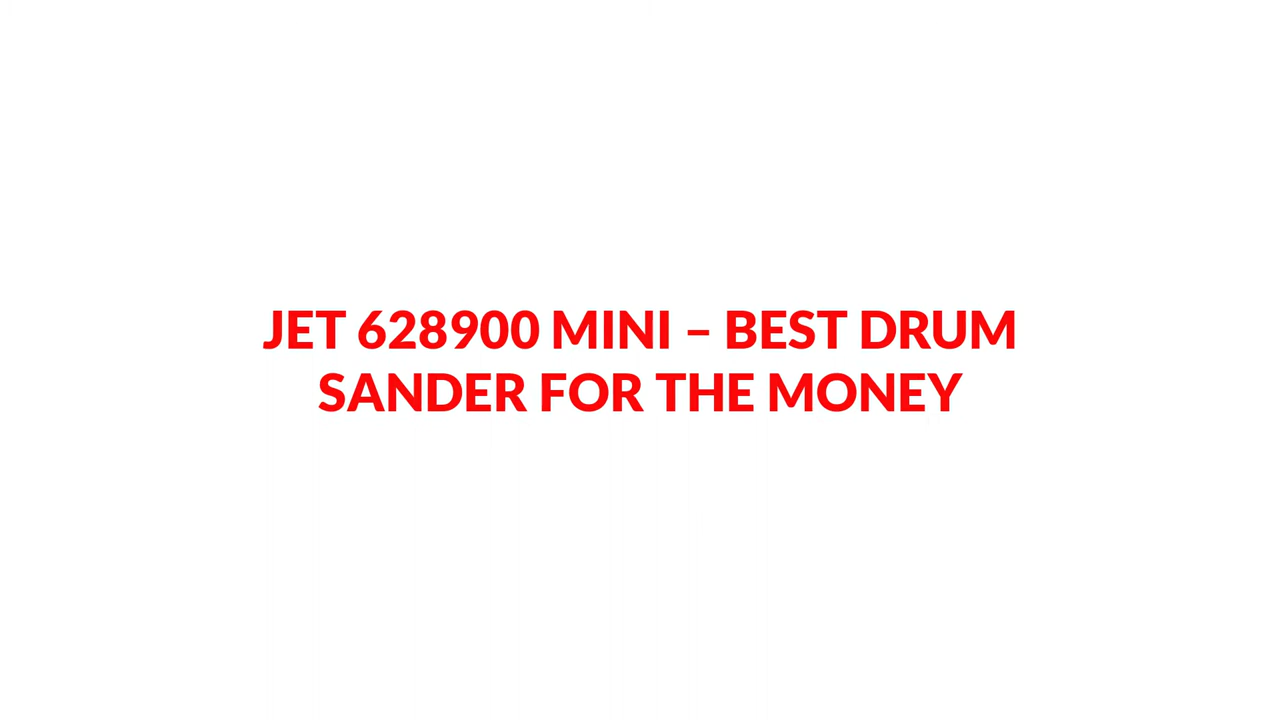 JET 628900 MINI – BEST DRUM
SANDER FOR THE MONEY